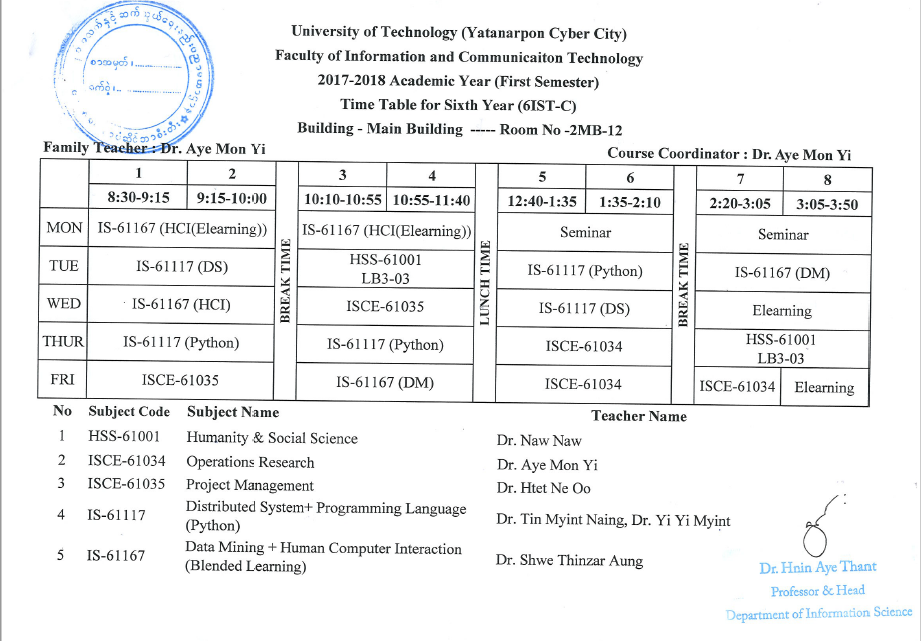 University of Technology (Yatanarpon Cyber City)
Faculty of Information and Communicaiton Technology
2017-2018 Academic Year (First Semester)
Time Table for Sixth Year (6IST-C)
Building - Main Building ----- Room No -2MB-12
Family Teacher : Dr. Aye Mon Yi
Course Coordinator : Dr. Aye Mon Yi
1 2 3 4 5 6 7 8
8:30-9:15 9:15-10:00 BREAK TIME 10:10-10:55 10:55-11:40 LUNCH TIME 12:40-1:35 1:35-2:10 BREAK TIME 2:20-3:05 3:05-3:50
MON IS-61167 (HCI(Elearning)) IS-61167 (HCI(Elearning)) Seminar Seminar
TUE IS-61117 (DS) HSS-61001 LB3-03 IS-61117 (Python) IS-61167 (DM)
WED IS-61167 (HCI) ISCE-61035 IS-61117 (DS) Elearning
THUR IS-61117 (Python) IS-61117 (Python) ISCE-61034 HSS-61001 LB3-03
FRI ISCE-61035 IS-61167 (DM) ISCE-61034 ISCE-61034 Elearning
No Subject Code Subject Name Teacher Name
1 HSS-61001 Humanity & Social Science Dr. Naw Naw
2 ISCE-61034 Operations Research Dr. Aye Mon Yi
3 ISCE-61035 Project Management Dr. Htet Ne Oo
4 IS-61117 Distributed System+ Programming Language (Python) Dr. Tin Myint Naing, Dr. Yi Yi Myint
5 IS-61167 Data Mining + Human Computer Interaction (Blended Learning) Dr. Shwe Thinzar Aung
Dr. Hnin Aye Thant
Professor & Head
Department of Information Science